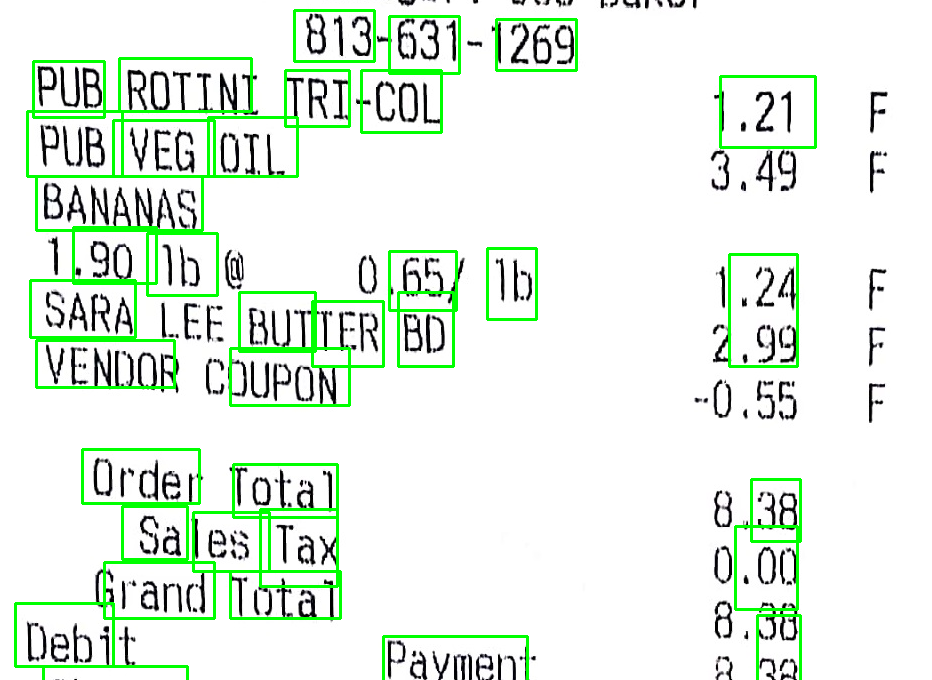 813-631-1269
PUB ROTINI TRI-COL 1.21 F
PUB VEG OIL 3.49 F
BANANAS
1.90 lb @ 0.65/ lb 1.24 F
SARA LEE BUTTER BD 2.99 F
VENDOR COUPON -0.55 F
Order Total 8.38
Sales Tax 0.00
Grand Total 8.38
Debit Payment 8.38